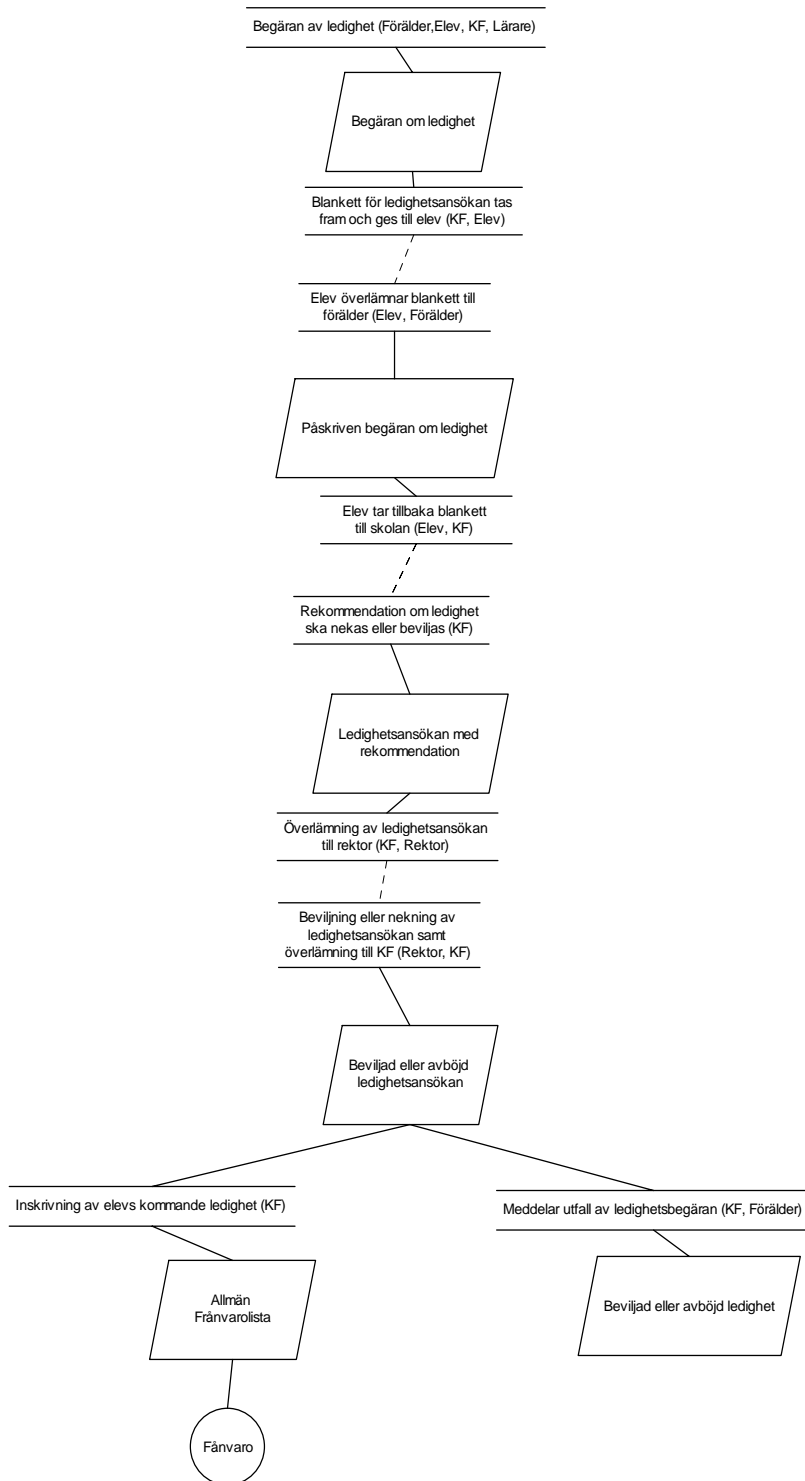 Begäran av ledighet (Förälder,Elev, KF, Lärare)
Begäran om ledighet
Blankett för ledighetsansökan tas
fram och ges till elev (KF, Elev)
Elev överlämnar blankett till
förälder (Elev, Förälder)
Påskriven begäran om ledighet
Elev tar tillbaka blankett
till skolan (Elev, KF)
Rekommendation om ledighet
ska nekas eller beviljas (KF)
Ledighetsansökan med
rekommendation
Överlämning av ledighetsansökan
till rektor (KF, Rektor)
Beviljning eller nekning av
ledighetsansökan samt
överlämning till KF (Rektor, KF)
Beviljad eller avböjd
ledighetsansökan
Inskrivning av elevs kommande ledighet (KF)
Meddelar utfall av ledighetsbegäran (KF, Förälder)
Allmän
Frånvarolista
Beviljad eller avböjd ledighet
Fånvaro